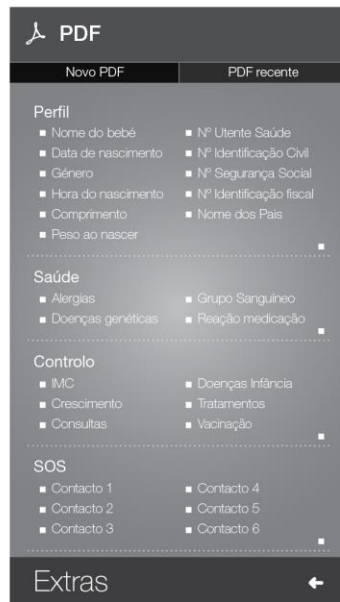 PDF
Novo PDF
PDF recente
Perfil
Nome do bebé
Data de nascimento
Género
Hora do nascimento
Comprimento
Peso ao nascer
Nº Utente Saúde
Nº Identificação Civil
Nº Segurança Social
Nº Identificação fiscal
Nome dos Pais
Saúde
Alergias
Doenças genéticas
Grupo Sanguíneo
Reação medicação
Controlo
IMC
Crescimento
Consultas
Doenças Infância
Tratamentos
Vacinação
SOS
Contacto 1
Contacto 2
Contacto 3
Contacto 4
Contacto 5
Contacto 6
Extras